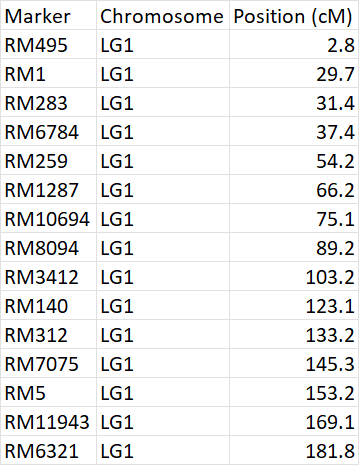 Marker Chromosome Position (cM)
RM495 LG1 2.8
RM1 LG1 29.7
RM283 LG1 31.4
RM6784 LG1 37.4
RM259 LG1 54.2
RM1287 LG1 66.2
RM10694 LG1 75.1
RM8094 LG1 89.2
RM3412 LG1 103.2
RM140 LG1 123.1
RM312 LG1 133.2
RM7075 LG1 145.3
RM5 LG1 153.2
RM11943 LG1 169.1
RM6321 LG1 181.8